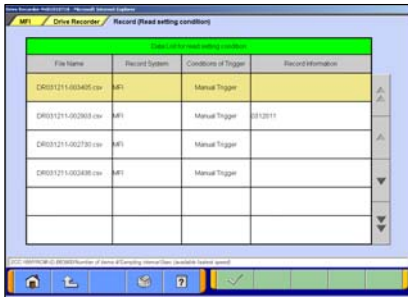 MFI Drive Recorder Record (Read setting condition)
Data List for read setting condition
File Name Record System Conditions of Trigger Record Information
DR031211-003405.csv MFI Manual Trigger
DR031211-002803.csv MFI Manual Trigger 0312011
DR031211-002730.csv MFI Manual Trigger
DR031211-002438.csv MFI Manual Trigger
?